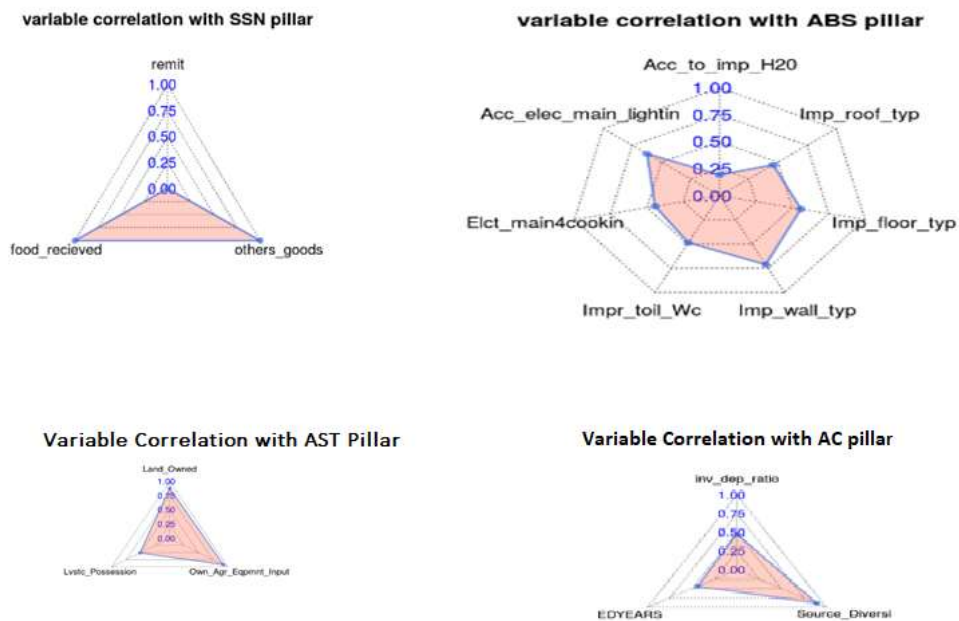 variable correlation with SSN pillar
remit
1.00
0.75
0.50
0.25
0.00
food_recieved
others_goods
variable correlation with ABS pillar
Acc_to_imp_H20
1.00
Acc_elec_main_lightin
0.75
Imp_roof_typ
0.50
0.25
0.00
Elct_main4cookin
Imp_floor_typ
Impr_toil_Wc
Imp_wall_typ
Variable Correlation with AST Pillar
Land_Owned
1.00
0.75
0.50
0.25
0.00
Lvstc_Possession
Own_Agr_Eqpmnt_Input
Variable Correlation with AC pillar
inv_dep_ratio
1.00
0.75
0.50
0.25
0.00
EDYEARS
Source_Diversi